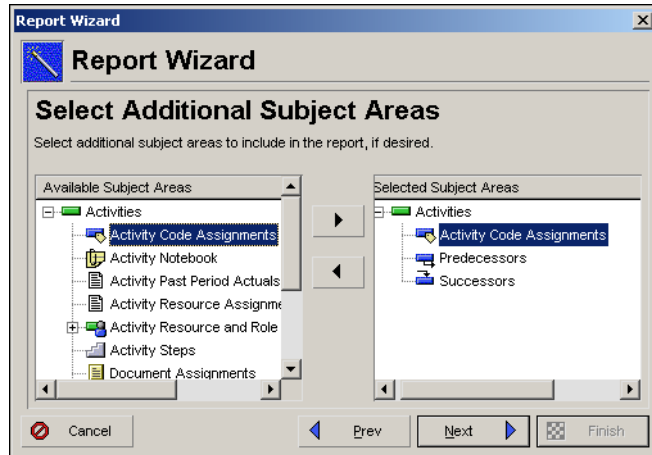 Report Wizard
Report Wizard
Select Additional Subject Areas
Select additional subject areas to include in the report, if desired.
Available Subject Areas
Activities
Activity Code Assignments
Activity Notebook
Activity Past Period Actuals
Activity Resource Assignme
Activity Resource and Role
Activity Steps
Document Assignments
Selected Subject Areas
Activities
Activity Code Assignments
Predecessors
Successors
Cancel
Prev
Next
Finish